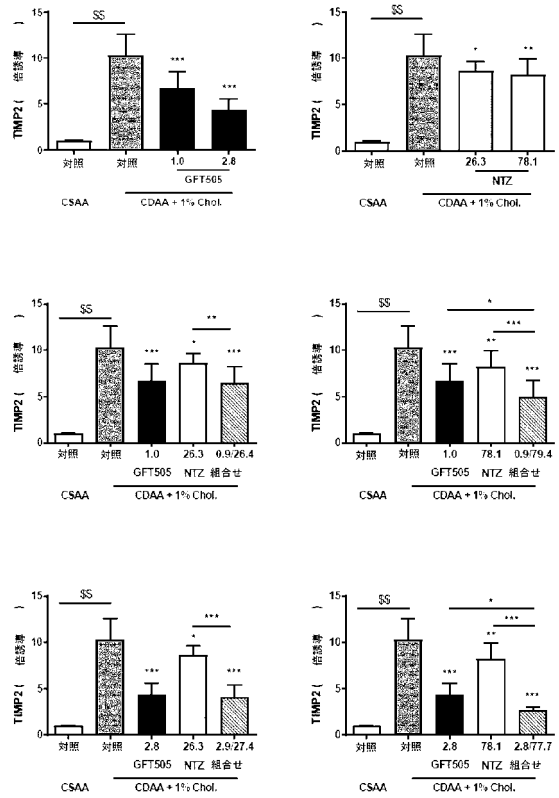 TIMP2 ( 倍誘導 )
15
10
5
0
$$
***
***
対照 対照 1.0 2.8
GFT505
CSAA CDAA + 1% Chol.
TIMP2 ( 倍誘導 )
15
10
5
0
$$
*
**
対照 対照 26.3 78.1
NTZ
CSAA CDAA + 1% Chol.
TIMP2 ( 倍誘導 )
15
10
5
0
$$
**
***
*
***
対照 対照 1.0 26.3 0.9/26.4
GFT505 NTZ 組合せ
CSAA CDAA + 1% Chol.
TIMP2 ( 倍誘導 )
15
10
5
0
$$
*
***
***
**
***
対照 対照 1.0 78.1 0.9/79.4
GFT505 NTZ 組合せ
CSAA CDAA + 1% Chol.
TIMP2 ( 倍誘導 )
15
10
5
0
$$
***
***
*
***
対照 対照 2.8 26.3 2.9/27.4
GFT505 NTZ 組合せ
CSAA CDAA + 1% Chol.
TIMP2 ( 倍誘導 )
15
10
5
0
$$
*
***
***
**
***
対照 対照 2.8 78.1 2.8/77.7
GFT505 NTZ 組合せ
CSAA CDAA + 1% Chol.